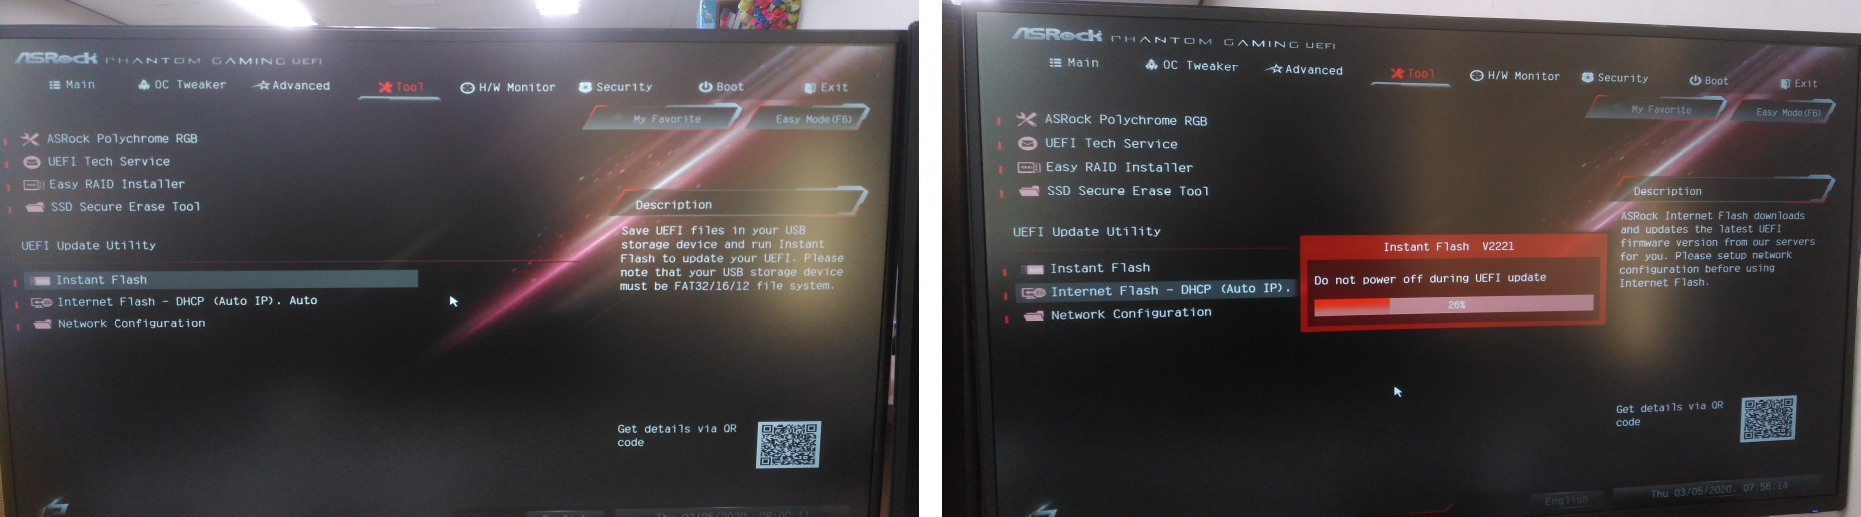 ASRock PHANTOM GAMING UEFI
Main OC Tweaker Advanced Tool H/W Monitor Security Boot Exit
My Favorite Easy Mode(F6)
ASRock Polychrome RGB
UEFI Tech Service
Easy RAID Installer
SSD Secure Erase Tool
UEFI Update Utility
Instant Flash
Internet Flash - DHCP (Auto IP). Auto
Network Configuration
Description
Save UEFI files in your USB
storage device and run Instant
Flash to update your UEFI. Please
note that your USB storage device
must be FAT32/16/12 file system.
Get details via QR
code
English
ASRock PHANTOM GAMING UEFI
Main OC Tweaker Advanced Tool H/W Monitor Security Boot Exit
My Favorite Easy Mode(F6)
ASRock Polychrome RGB
UEFI Tech Service
Easy RAID Installer
SSD Secure Erase Tool
UEFI Update Utility
Instant Flash
Internet Flash - DHCP (Auto IP).
Network Configuration
Instant Flash V2221
Do not power off during UEFI update
26%
Description
ASRock Internet Flash downloads
and updates the latest UEFI
firmware version from our servers
for you. Please setup network
configuration before using
Internet Flash.
Get details via QR
code
English Thu 03/05/2020. 07:56:14